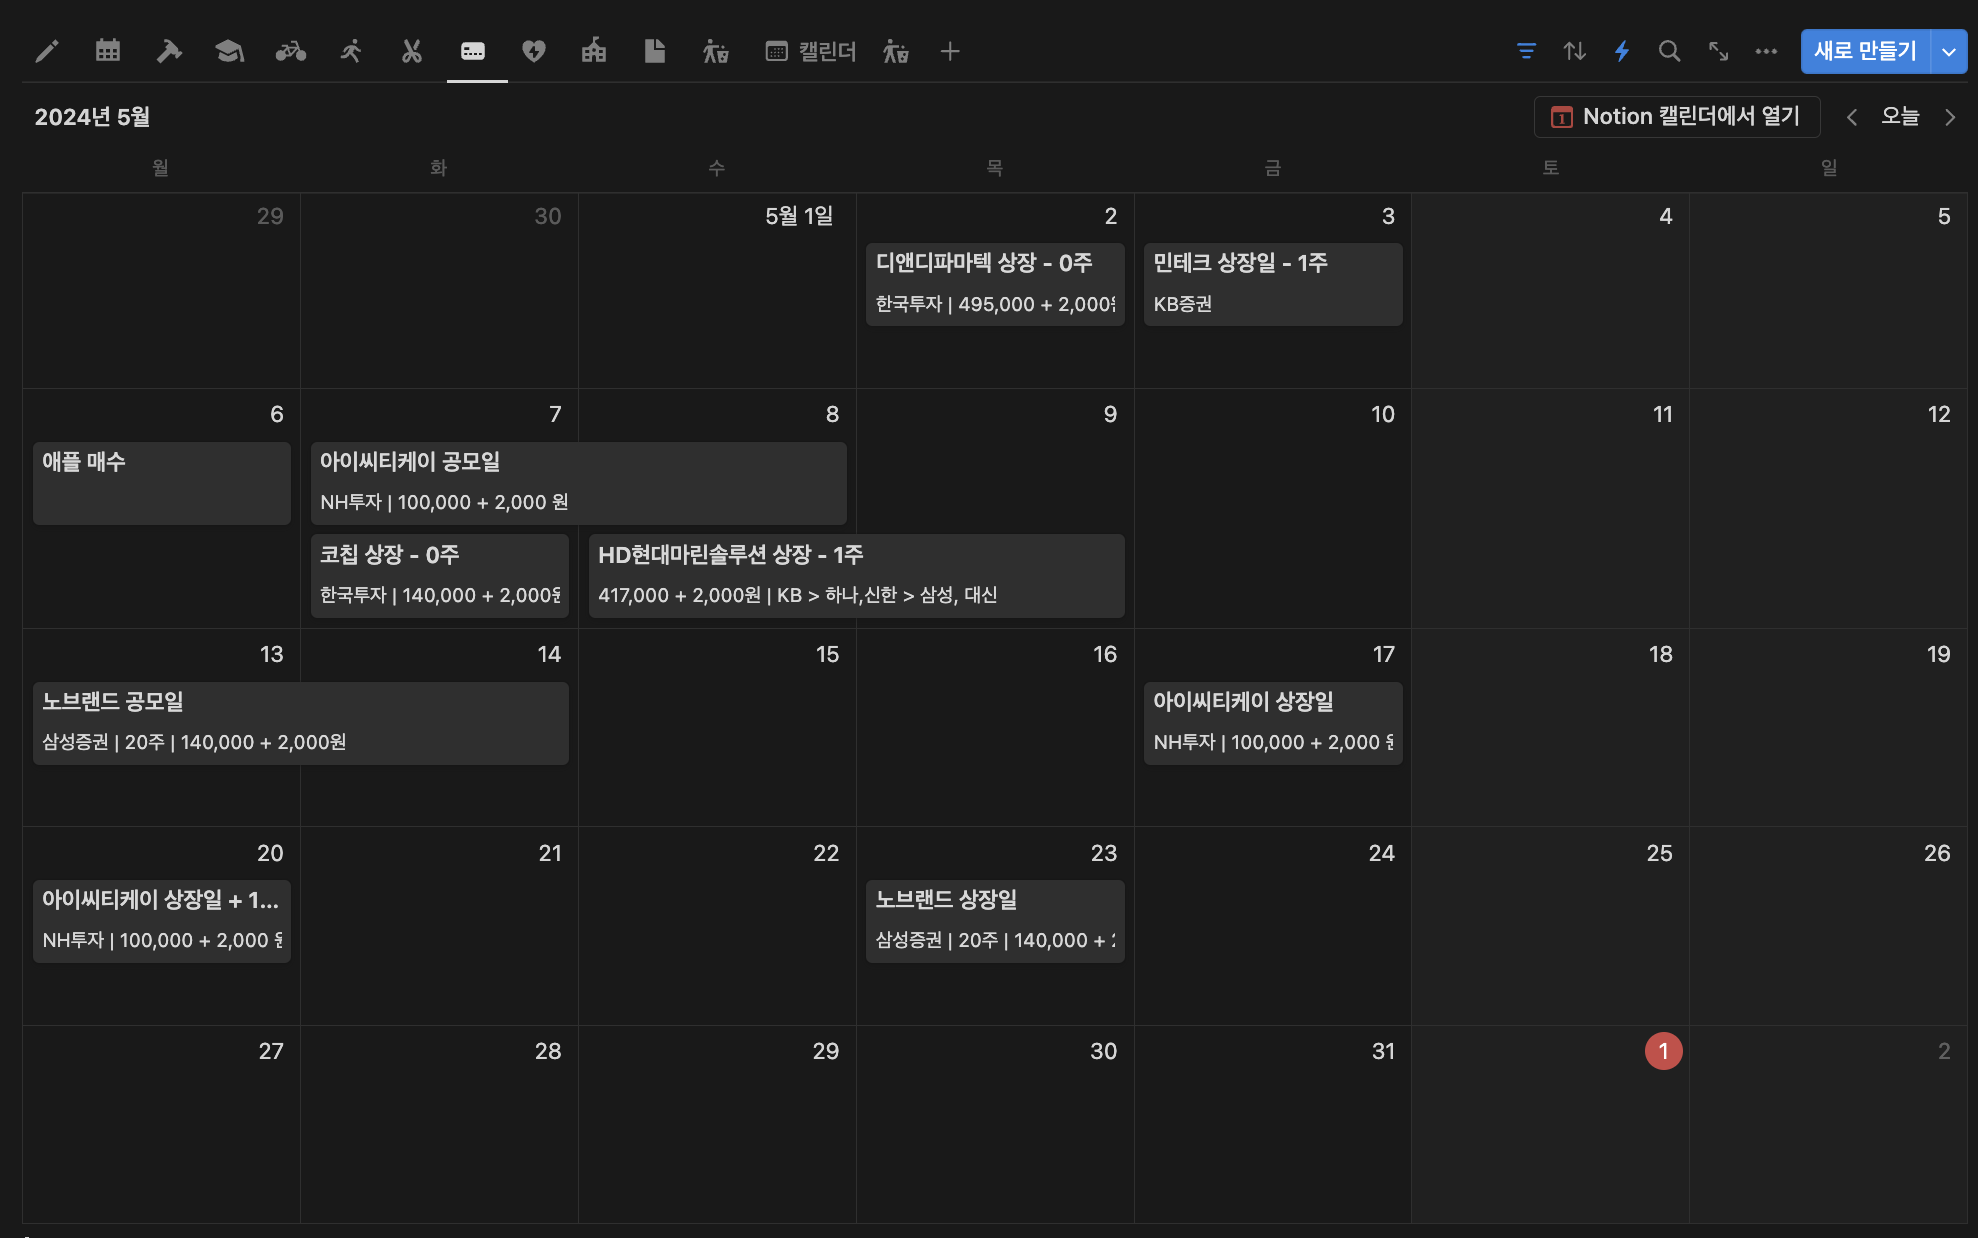 캘린더
새로 만들기
2024년 5월
1 Notion 캘린더에서 열기
오늘
월 화 수 목 금 토 일
29 30 5월 1일 2 3 4 5
디앤디파마텍 상장 - 0주
한국투자 | 495,000 + 2,000원
민테크 상장일 - 1주
KB증권
6 7 8 9 10 11 12
애플 매수
아이씨티케이 공모일
NH투자 | 100,000 + 2,000 원
코칩 상장 - 0주
한국투자 | 140,000 + 2,000원
HD현대마린솔루션 상장 - 1주
417,000 + 2,000원 | KB > 하나,신한 > 삼성, 대신
13 14 15 16 17 18 19
노브랜드 공모일
삼성증권 | 20주 | 140,000 + 2,000원
아이씨티케이 상장일
NH투자 | 100,000 + 2,000 원
20 21 22 23 24 25 26
아이씨티케이 상장일 + 1...
NH투자 | 100,000 + 2,000 원
노브랜드 상장일
삼성증권 | 20주 | 140,000 +
27 28 29 30 31 1 2